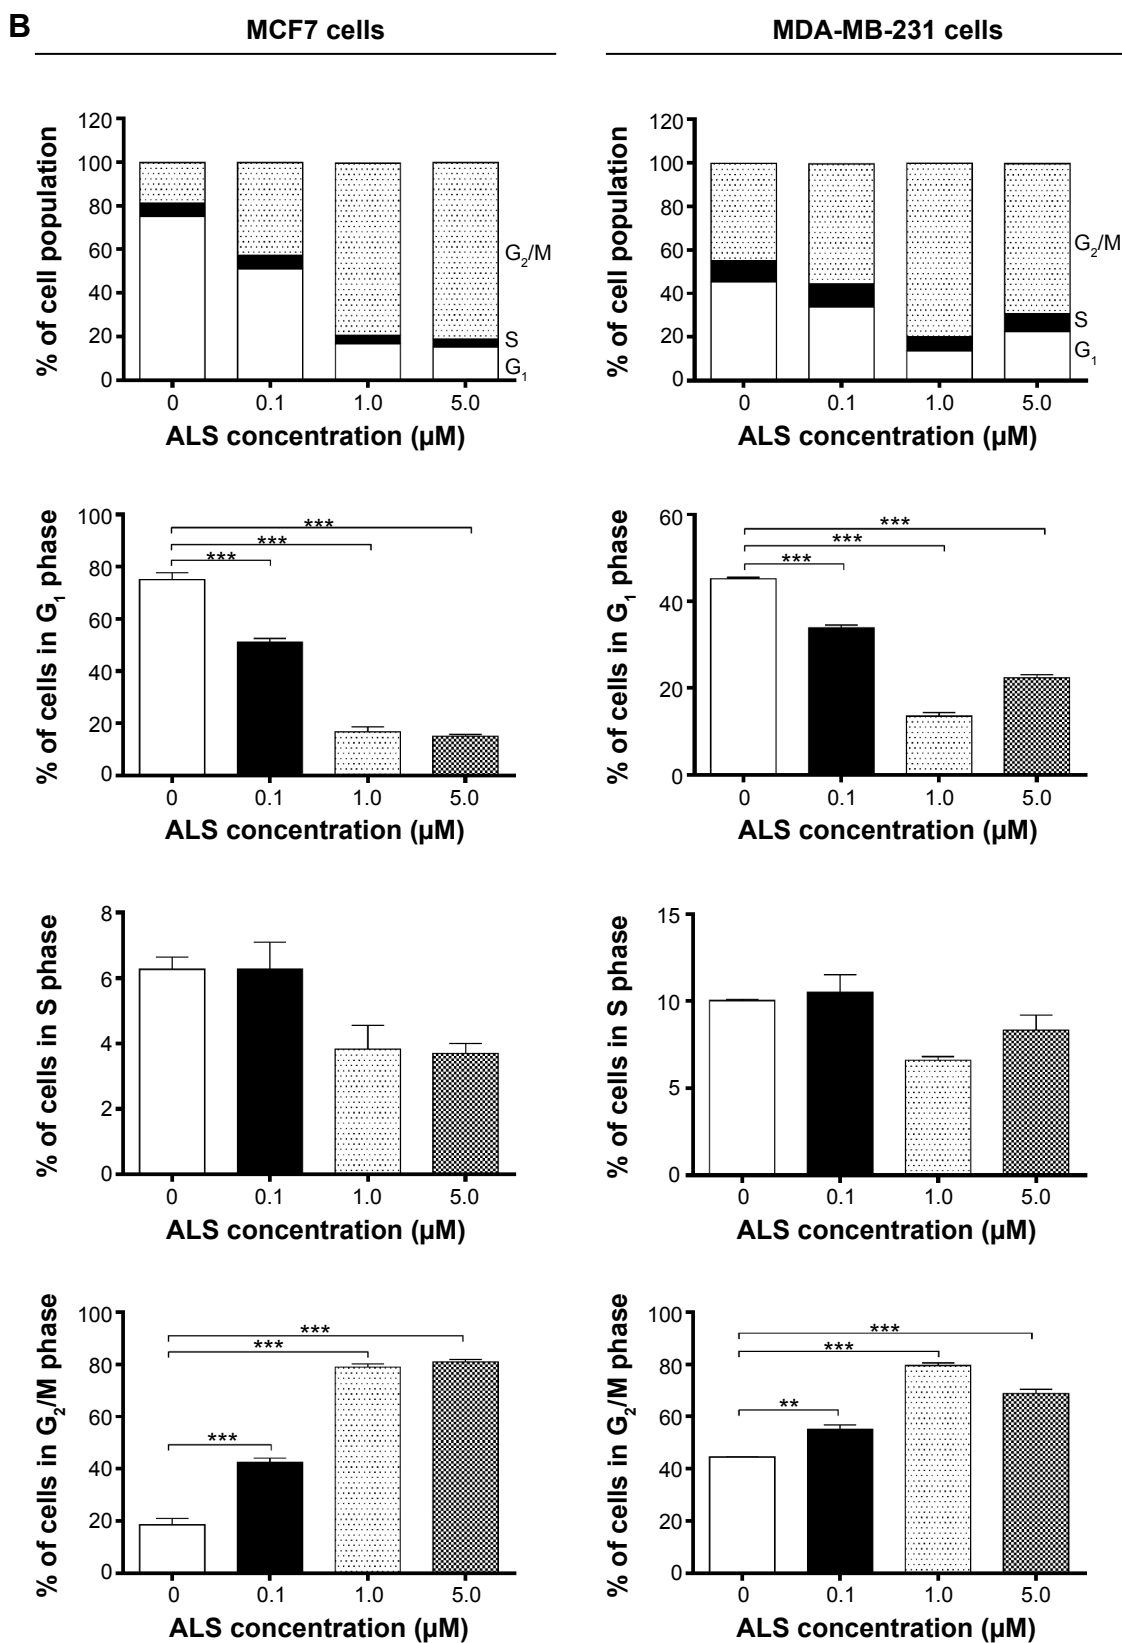 B
MCF7 cells
MDA-MB-231 cells
% of cell population
120
100
80
60
40
20
0
G2/M
S
G1
0 0.1 1.0 5.0
ALS concentration (µM)
% of cell population
120
100
80
60
40
20
0
G2/M
S
G1
0 0.1 1.0 5.0
ALS concentration (µM)
% of cells in G1 phase
100
80
60
40
20
0
***
***
***
0 0.1 1.0 5.0
ALS concentration (µM)
% of cells in G1 phase
60
40
20
0
***
***
***
0 0.1 1.0 5.0
ALS concentration (µM)
% of cells in S phase
8
6
4
2
0
0 0.1 1.0 5.0
ALS concentration (µM)
% of cells in S phase
15
10
5
0
0 0.1 1.0 5.0
ALS concentration (µM)
% of cells in G2/M phase
100
80
60
40
20
0
***
***
***
0 0.1 1.0 5.0
ALS concentration (µM)
% of cells in G2/M phase
100
80
60
40
20
0
***
***
**
0 0.1 1.0 5.0
ALS concentration (µM)